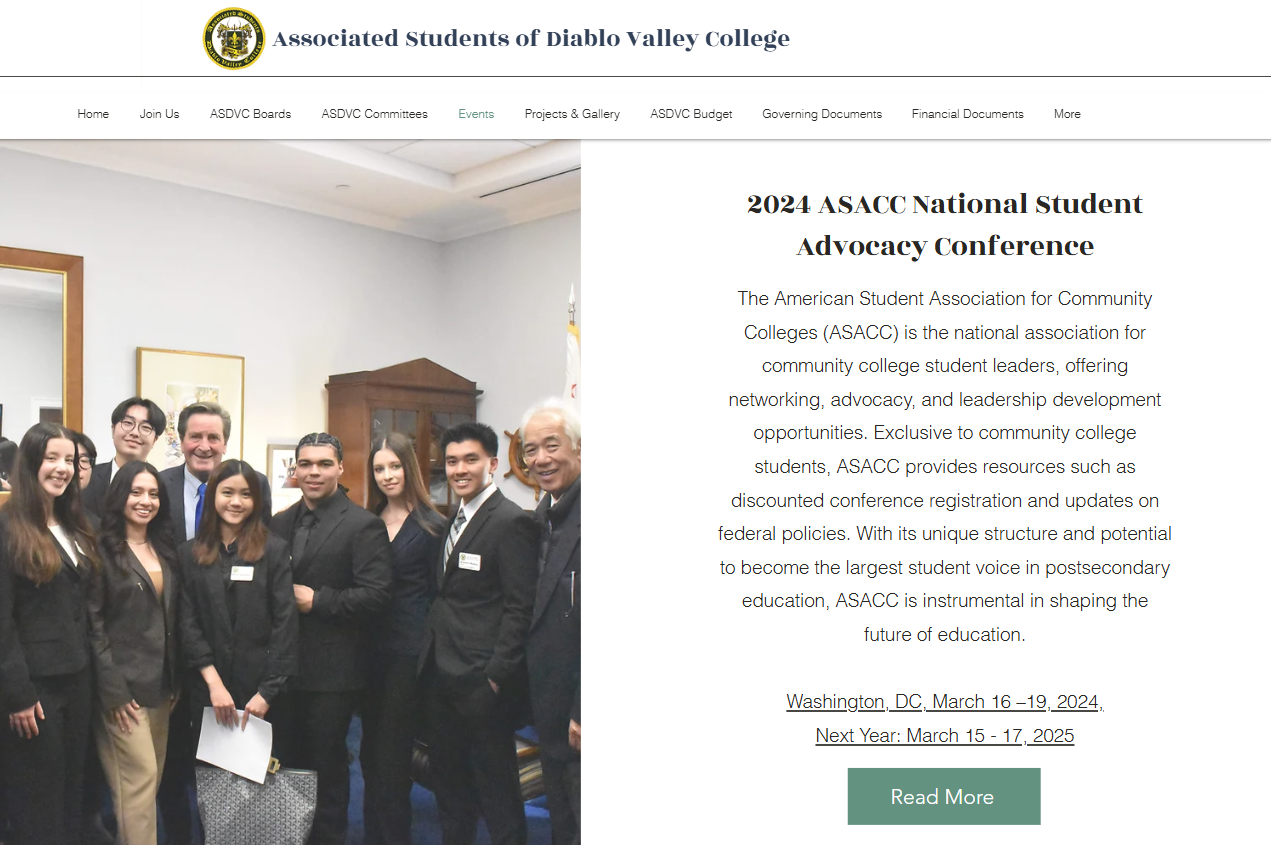 Associated Students of Diablo Valley College
Home Join Us ASDVC Boards ASDVC Committees Events Projects & Gallery ASDVC Budget Governing Documents Financial Documents More
2024 ASACC National Student
Advocacy Conference
The American Student Association for Community
Colleges (ASACC) is the national association for
community college student leaders, offering
networking, advocacy, and leadership development
opportunities. Exclusive to community college
students, ASACC provides resources such as
discounted conference registration and updates on
federal policies. With its unique structure and potential
to become the largest student voice in postsecondary
education, ASACC is instrumental in shaping the
future of education.
Washington, DC, March 16 –19, 2024,
Next Year: March 15 - 17, 2025
Read More